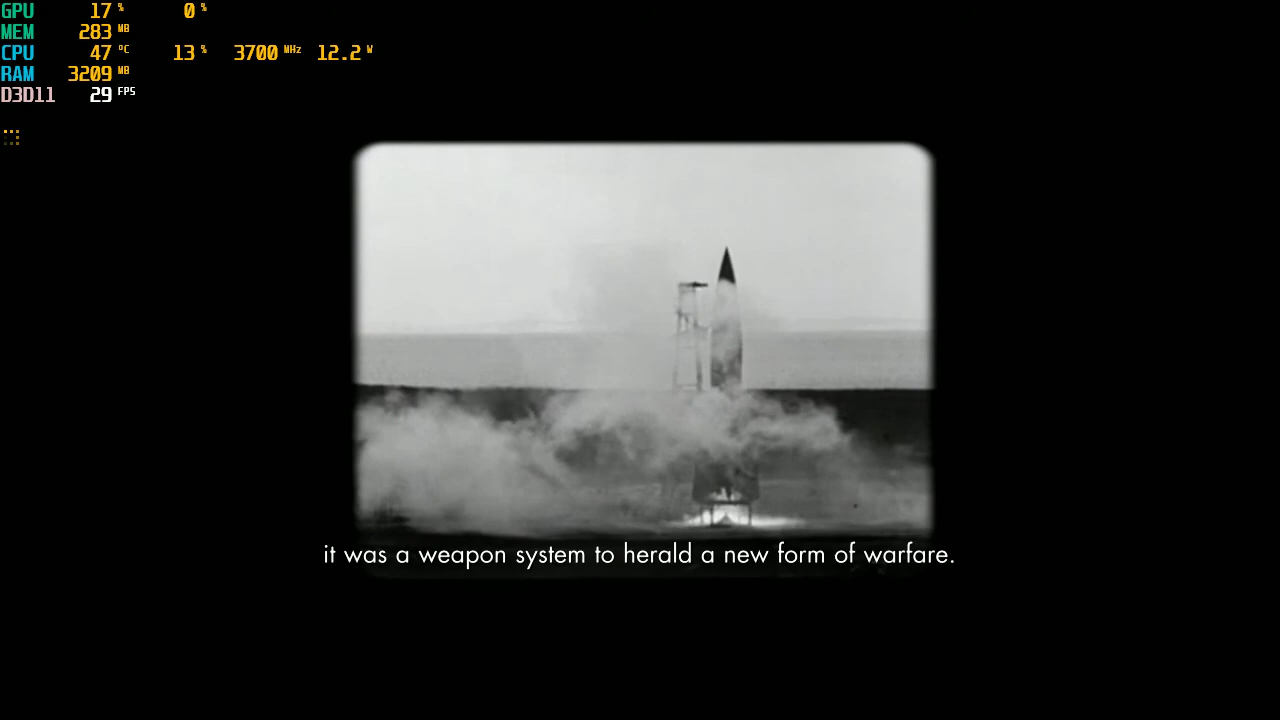 GPU 17 % 0 %
MEM 283 MB
CPU 47 °C 13 % 3700 MHz 12.2 W
RAM 3209 MB
D3D11 29 FPS
it was a weapon system to herald a new form of warfare.